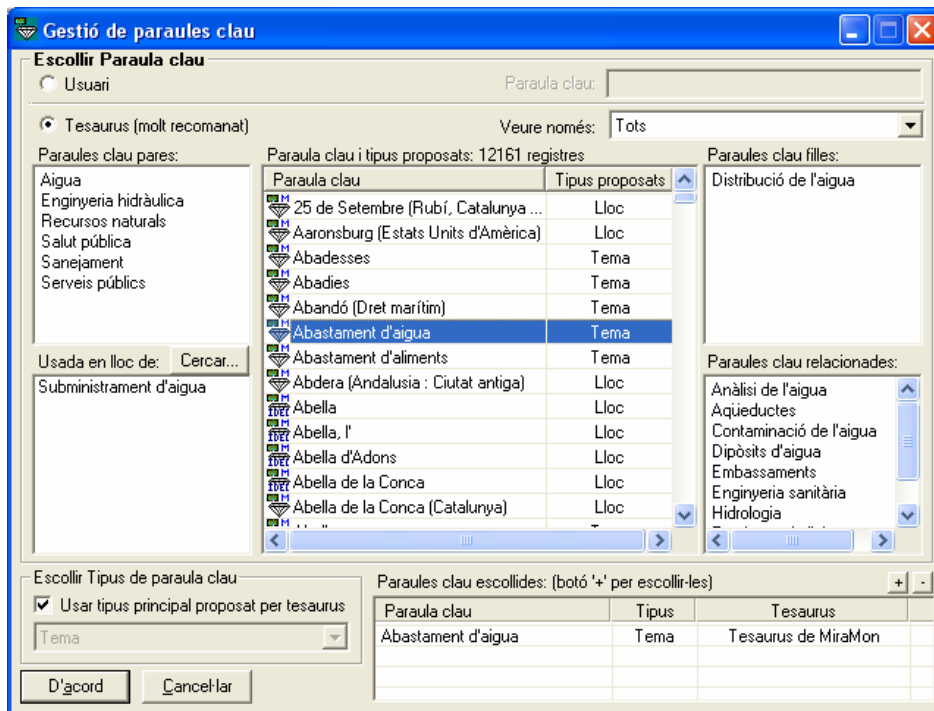 Gestió de paraules clau
Escollir Paraula clau
Usuari
Paraula clau:
Tesaurus (molt recomanat)
Veure només:
Tots
Paraules clau pares:
Aigua
Enginyeria hidràulica
Recursos naturals
Salut pública
Sanejament
Serveis públics
Usada en lloc de:
Cercar...
Subministrament d'aigua
Paraula clau i tipus proposats: 12161 registres
Paraula clau Tipus proposats
25 de Setembre (Rubí, Catalunya ... Lloc
Aaronsburg (Estats Units d'Amèrica) Lloc
Abadesses Tema
Abadies Tema
Abandó (Dret marítim) Tema
Abastament d'aigua Tema
Abastament d'aliments Tema
Abdera (Andalusia : Ciutat antiga) Lloc
Abella Lloc
Abella, l' Lloc
Abella d'Adons Lloc
Abella de la Conca Lloc
Abella de la Conca (Catalunya) Lloc
Paraules clau filles:
Distribució de l'aigua
Paraules clau relacionades:
Anàlisi de l'aigua
Aqüeductes
Contaminació de l'aigua
Dipòsits d'aigua
Embassaments
Enginyeria sanitària
Hidrologia
Escollir Tipus de paraula clau
Usar tipus principal proposat per tesaurus
Tema
D'acord
Cancel·lar
Paraules clau escollides: (botó '+' per escollir-les)
+ -
Paraula clau Tipus Tesaurus
Abastament d'aigua Tema Tesaurus de MiraMon